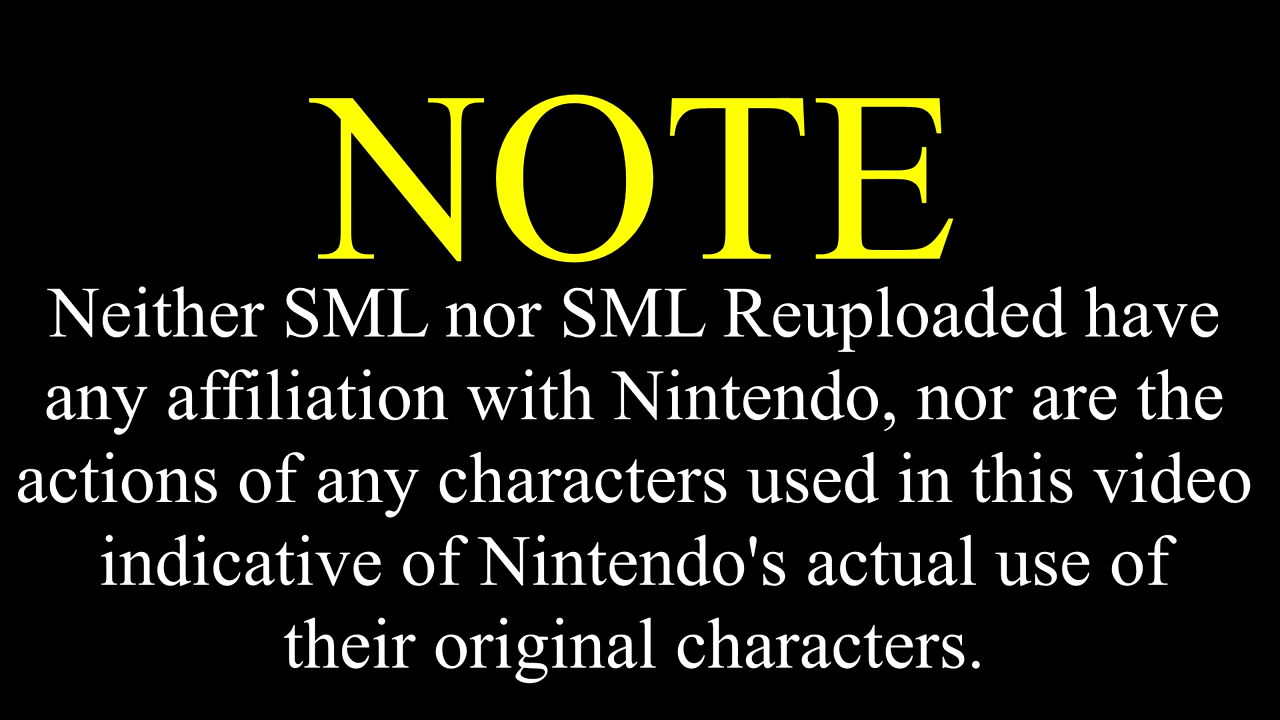 NOTE
Neither SML nor SML Reuploaded have
any affiliation with Nintendo, nor are the
actions of any characters used in this video
indicative of Nintendo's actual use of
their original characters.